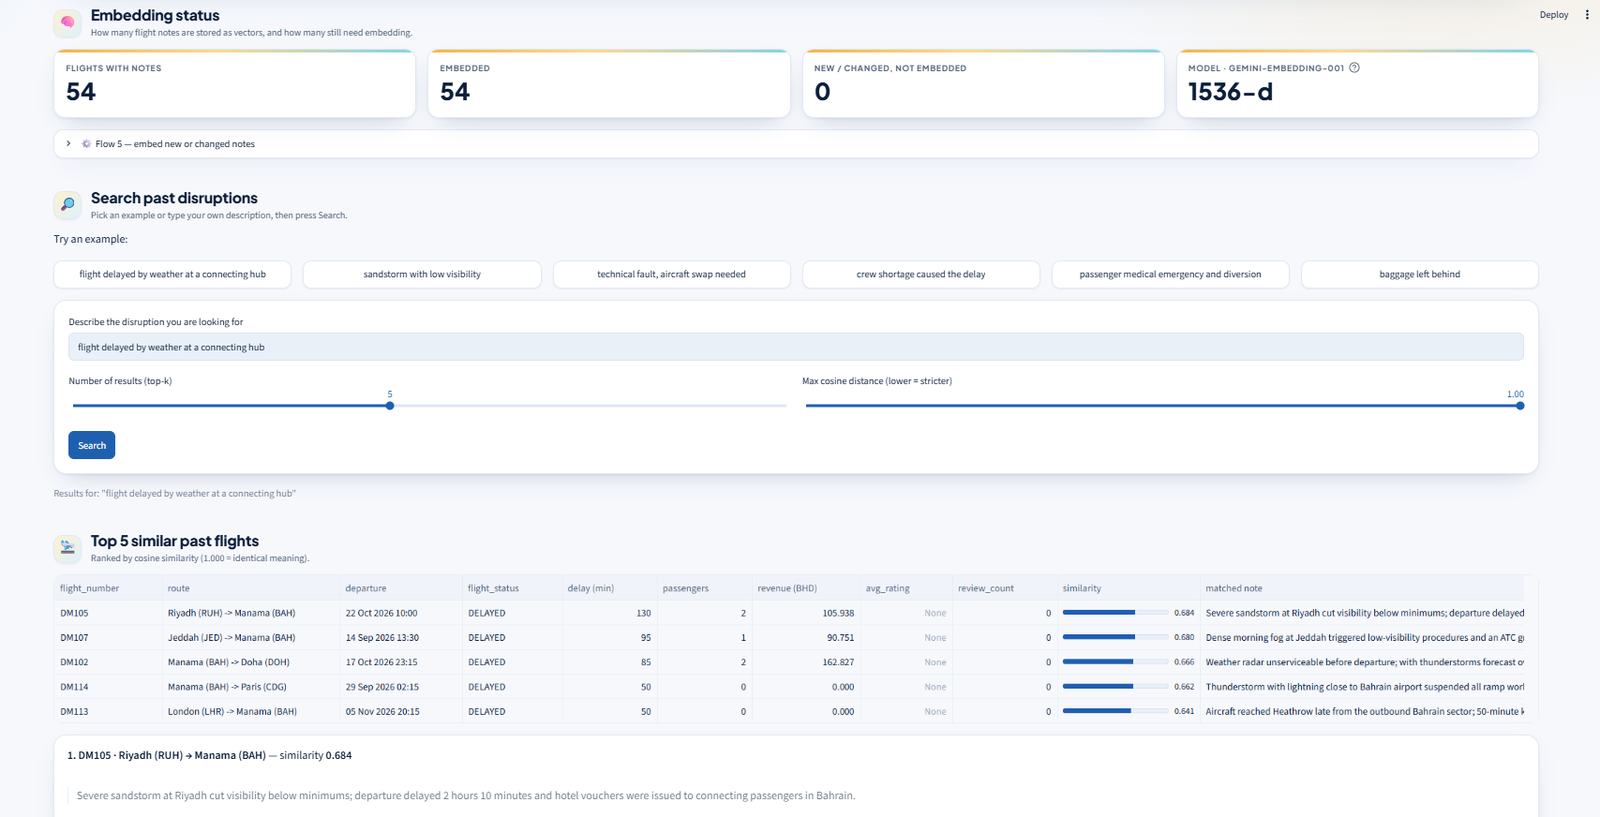 Deploy
Embedding status
How many flight notes are stored as vectors, and how many still need embedding.
FLIGHTS WITH NOTES
54
EMBEDDED
54
NEW / CHANGED, NOT EMBEDDED
0
MODEL · GEMINI-EMBEDDING-001
1536-d
Flow 5 — embed new or changed notes
Search past disruptions
Pick an example or type your own description, then press Search.
Try an example:
flight delayed by weather at a connecting hub
sandstorm with low visibility
technical fault, aircraft swap needed
crew shortage caused the delay
passenger medical emergency and diversion
baggage left behind
Describe the disruption you are looking for
flight delayed by weather at a connecting hub
Number of results (top-k)
5
Max cosine distance (lower = stricter)
1.00
Search
Results for: "flight delayed by weather at a connecting hub"
Top 5 similar past flights
Ranked by cosine similarity (1.000 = identical meaning).
flight_number route departure flight_status delay (min) passengers revenue (BHD) avg_rating review_count similarity matched note
DM105 Riyadh (RUH) -> Manama (BAH) 22 Oct 2026 10:00 DELAYED 130 2 105.938 None 0 0.684 Severe sandstorm at Riyadh cut visibility below minimums; departure delayed
DM107 Jeddah (JED) -> Manama (BAH) 14 Sep 2026 13:30 DELAYED 95 1 90.751 None 0 0.680 Dense morning fog at Jeddah triggered low-visibility procedures and an ATC
DM102 Manama (BAH) -> Doha (DOH) 17 Oct 2026 23:15 DELAYED 85 2 162.827 None 0 0.666 Weather radar unserviceable before departure; with thunderstorms forecast
DM114 Manama (BAH) -> Paris (CDG) 29 Sep 2026 02:15 DELAYED 50 0 0.000 None 0 0.662 Thunderstorm with lightning close to Bahrain airport suspended all ramp
DM113 London (LHR) -> Manama (BAH) 05 Nov 2026 20:15 DELAYED 50 0 0.000 None 0 0.641 Aircraft reached Heathrow late from the outbound Bahrain sector; 50-minute
1. DM105 · Riyadh (RUH) → Manama (BAH) — similarity 0.684
Severe sandstorm at Riyadh cut visibility below minimums; departure delayed 2 hours 10 minutes and hotel vouchers were issued to connecting passengers in Bahrain.